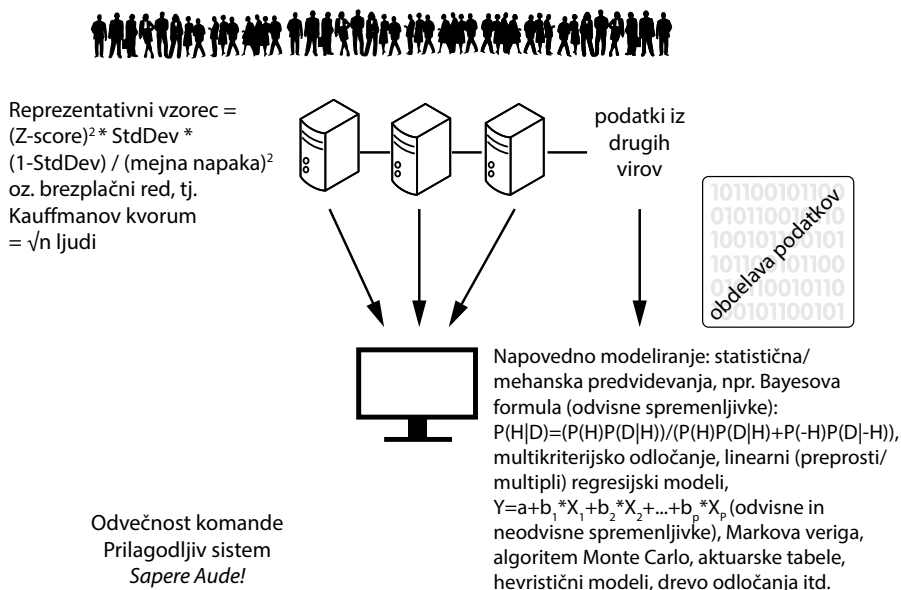 Reprezentativni vzorec =
(Z-score)² * StdDev *
(1-StdDev) / (mejna napaka)²
oz. brezplačni red, tj.
Kauffmanov kvorum
= √n ljudi
podatki iz
drugih
virov
101100101100
010110010110
100101100101
101100101100
010110010110
100101100101
obdelava podatkov
Napovedno modeliranje: statistična/
mehanska predvidevanja, npr. Bayesova
formula (odvisne spremenljivke):
P(H|D)=(P(H)P(D|H))/(P(H)P(D|H)+P(-H)P(D|-H)),
multikriterijsko odločanje, linearni (preprosti/
multipli) regresijski modeli,
Y=a+b₁*X₁+b₂*X₂+...+bₚ*Xₚ (odvisne in
neodvisne spremenljivke), Markova veriga,
algoritem Monte Carlo, aktuarske tabele,
hevristični modeli, drevo odločanja itd.
Odvečnost komande
Prilagodljiv sistem
Sapere Aude!